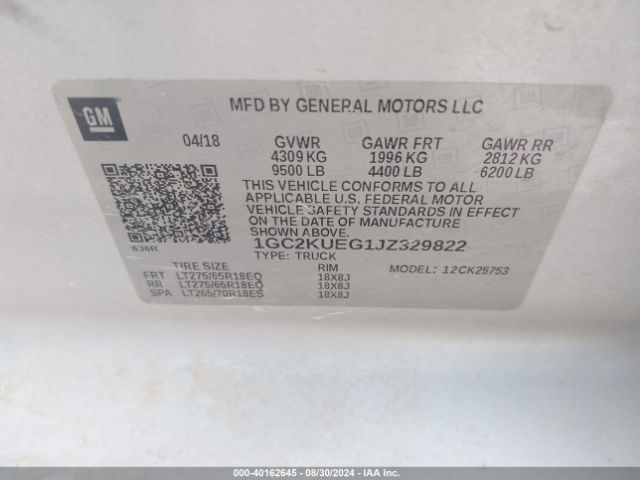 GM
MFD BY GENERAL MOTORS LLC
04/18 GVWR GAWR FRT GAWR RR
4309 KG 1996 KG 2812 KG
9500 LB 4400 LB 6200 LB
THIS VEHICLE CONFORMS TO ALL
APPLICABLE U.S. FEDERAL MOTOR
VEHICLE SAFETY STANDARDS IN EFFECT
ON THE DATE OF MANUFACTURE
SHOWN ABOVE.
636R 1GC2KUEG1JZ329822
TYPE: TRUCK
TIRE SIZE RIM MODEL: 12CK25753
FRT LT275/65R18EO 18X8J
RR LT275/65R18EO 18X8J
SPA LT265/70R18ES 18X8J
000-40162645 / 08/30/2024 - IAA Inc.